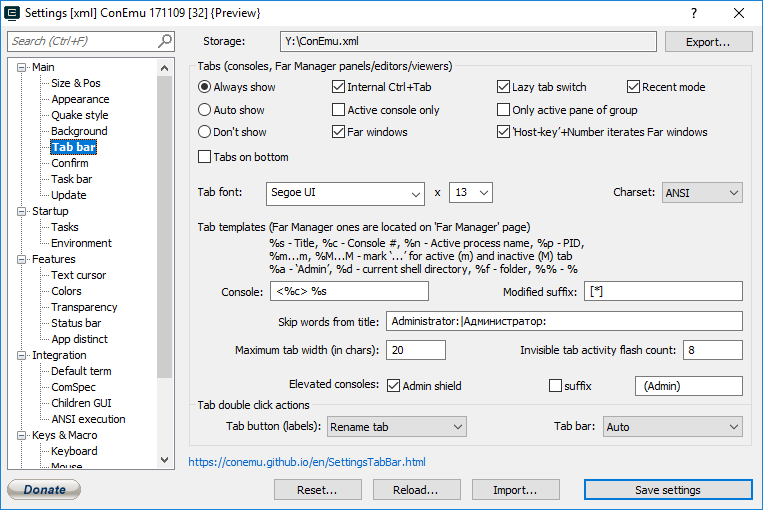 Settings [xml] ConEmu 171109 [32] {Preview}
?
Search (Ctrl+F)
Storage:
Y:\ConEmu.xml
Export...
Main
Size & Pos
Appearance
Quake style
Background
Tab bar
Confirm
Task bar
Update
Startup
Tasks
Environment
Features
Text cursor
Colors
Transparency
Status bar
App distinct
Integration
Default term
ComSpec
Children GUI
ANSI execution
Keys & Macro
Keyboard
Mouse
Tabs (consoles, Far Manager panels/editors/viewers)
Always show
Internal Ctrl+Tab
Lazy tab switch
Recent mode
Auto show
Active console only
Only active pane of group
Don't show
Far windows
'Host-key'+Number iterates Far windows
Tabs on bottom
Tab font:
Segoe UI
x
13
Charset:
ANSI
Tab templates (Far Manager ones are located on 'Far Manager' page)
%s - Title, %c - Console #, %n - Active process name, %p - PID,
%m...m, %M...M - mark '...' for active (m) and inactive (M) tab
%a - 'Admin', %d - current shell directory, %f - folder, %% - %
Console:
<%c> %s
Modified suffix:
[*]
Skip words from title:
Administrator:|Администратор:
Maximum tab width (in chars):
20
Invisible tab activity flash count:
8
Elevated consoles:
Admin shield
suffix
(Admin)
Tab double click actions
Tab button (labels):
Rename tab
Tab bar:
Auto
https://conemu.github.io/en/SettingsTabBar.html
Donate
Reset...
Reload...
Import...
Save settings